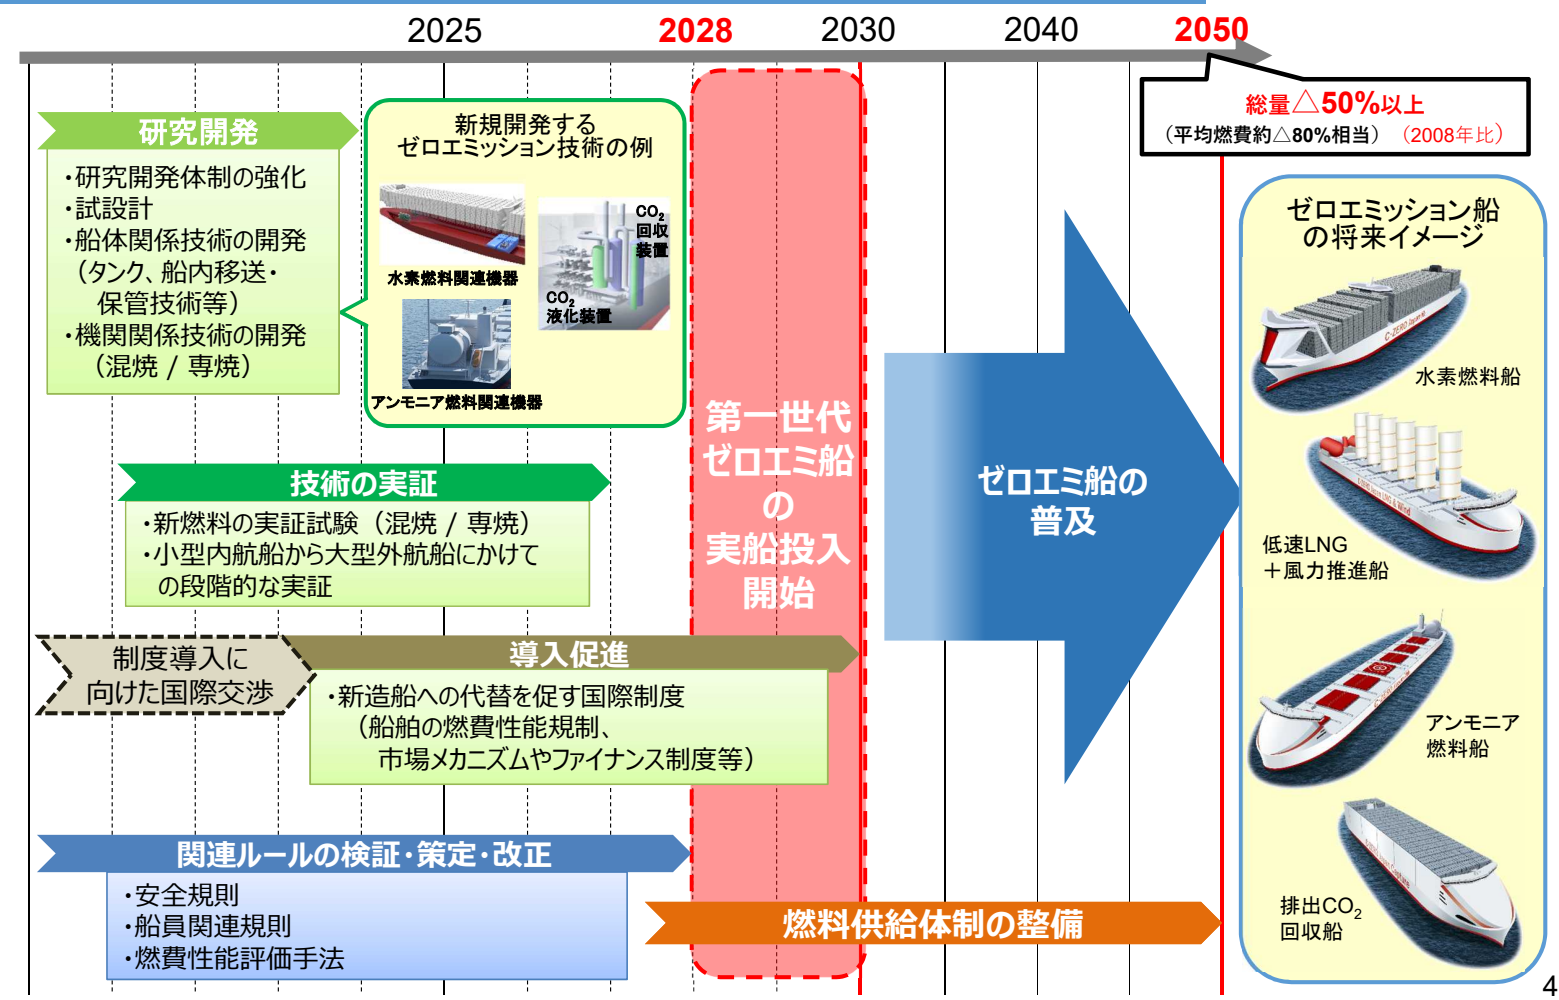 2025
2028
2030
2040
2050
総量△50%以上
（平均燃費約△80%相当）（2008年比）
研究開発
・研究開発体制の強化
・試設計
・船体関係技術の開発
（タンク、船内移送・
保管技術等）
・機関関係技術の開発
（混焼 / 専焼）
新規開発する
ゼロエミッション技術の例
水素燃料関連機器
CO₂
回収
装置
CO₂
液化装置
アンモニア燃料関連機器
技術の実証
・新燃料の実証試験（混焼 / 専焼）
・小型内航船から大型外航船にかけて
の段階的な実証
制度導入に
向けた国際交渉
導入促進
・新造船への代替を促す国際制度
（船舶の燃費性能規制、
市場メカニズムやファイナンス制度等）
関連ルールの検証・策定・改正
・安全規則
・船員関連規則
・燃費性能評価手法
第一世代
ゼロエミ船
の
実船投入
開始
燃料供給体制の整備
ゼロエミ船の
普及
ゼロエミッション船
の将来イメージ
水素燃料船
低速LNG
＋風力推進船
アンモニア
燃料船
排出CO₂
回収船
4